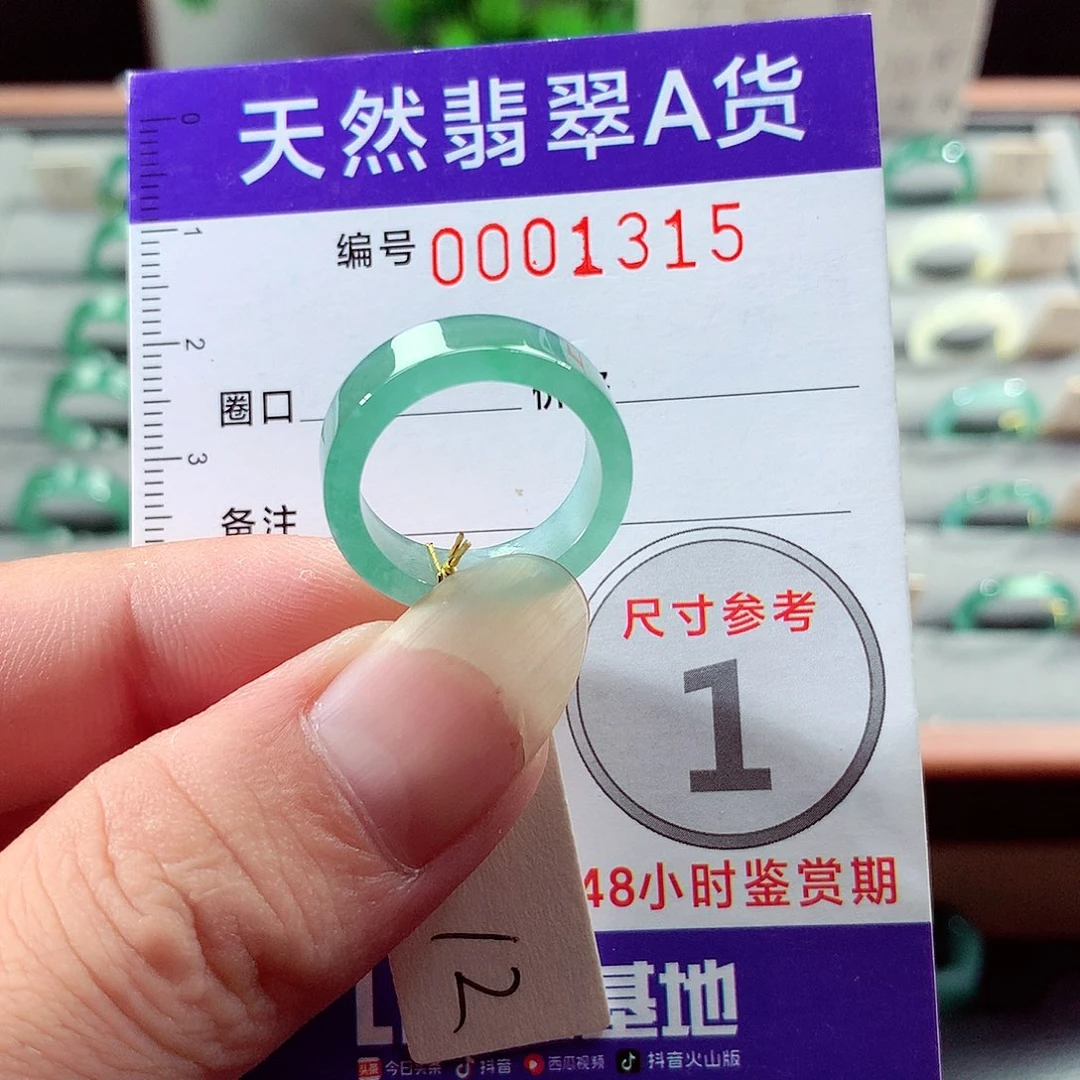 天然翡翠A货
编号 0001315
0
1
2
3
圈口
备注
尺寸参考
1
48小时鉴赏期
12
基地
头条 今日头条 抖音 西瓜视频 抖音火山版